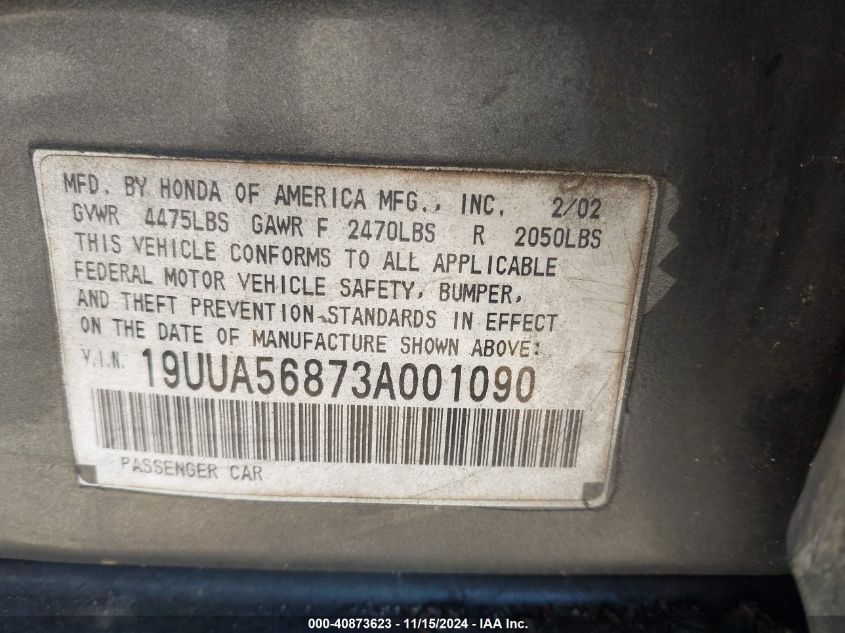 MFD. BY HONDA OF AMERICA MFG., INC. 2/02
GVWR 4475LBS GAWR F 2470LBS R 2050LBS
THIS VEHICLE CONFORMS TO ALL APPLICABLE
FEDERAL MOTOR VEHICLE SAFETY, BUMPER,
AND THEFT PREVENTION STANDARDS IN EFFECT
ON THE DATE OF MANUFACTURE SHOWN ABOVE:
V.I.N. 19UUA56873A001090
PASSENGER CAR
000-40873623 - 11/15/2024 - IAA Inc.